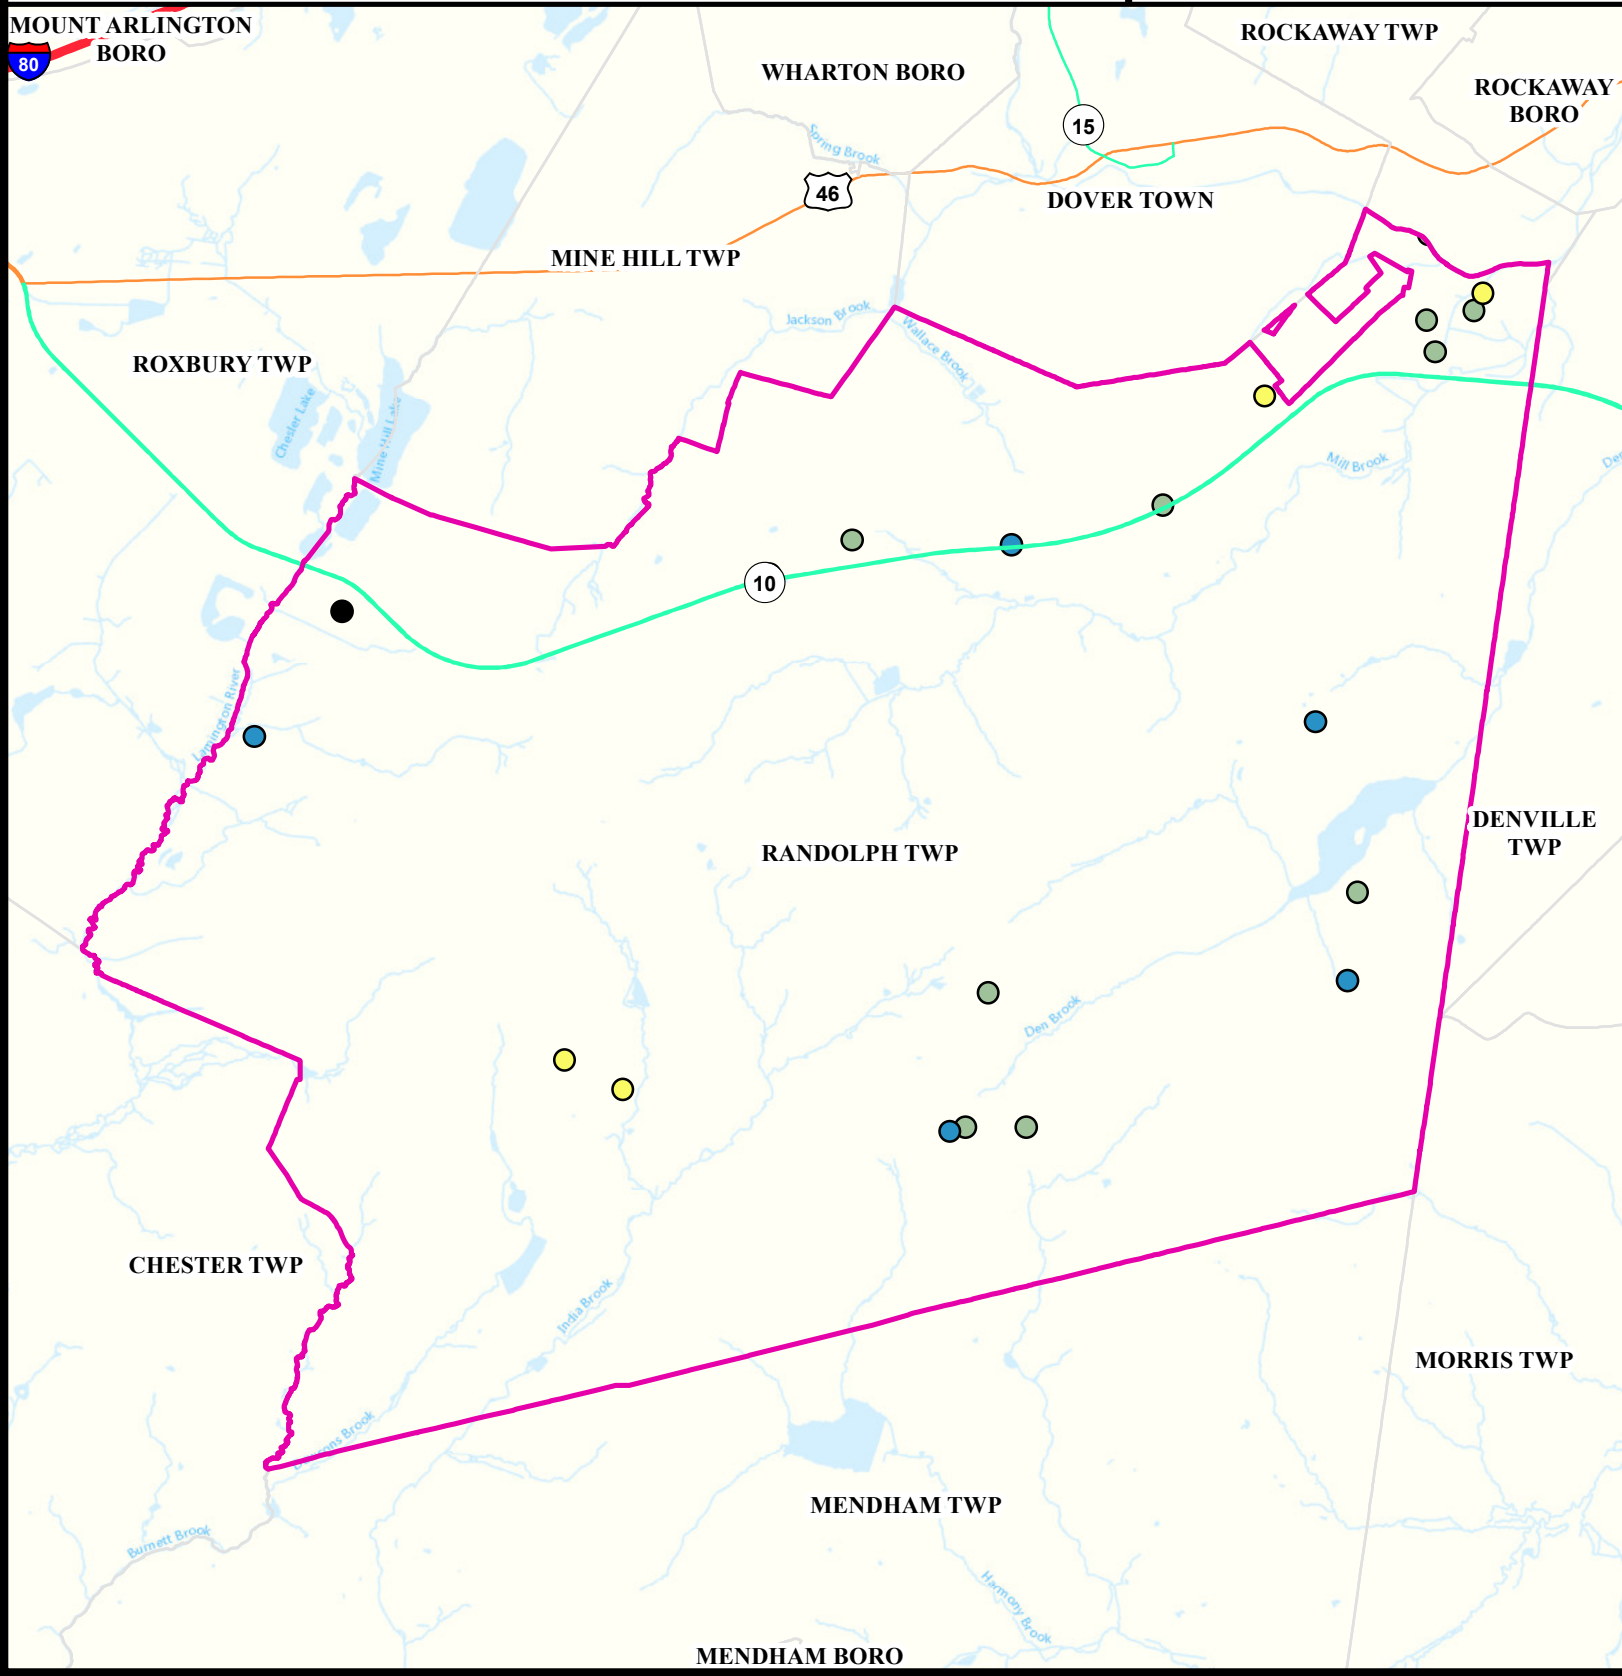 MOUNT ARLINGTON
BORO
80
ROCKAWAY TWP
WHARTON BORO
ROCKAWAY
BORO
15
Spring Brook
46
DOVER TOWN
MINE HILL TWP
Jackson Brook
Wallace Brook
ROXBURY TWP
Chesler Lake
Mine Hill Lake
Mill Brook
10
Lamington River
DENVILLE
TWP
RANDOLPH TWP
Den Brook
CHESTER TWP
India Brook
MORRIS TWP
Brook
MENDHAM TWP
Burnett Brook
Harmony Brook
MENDHAM BORO